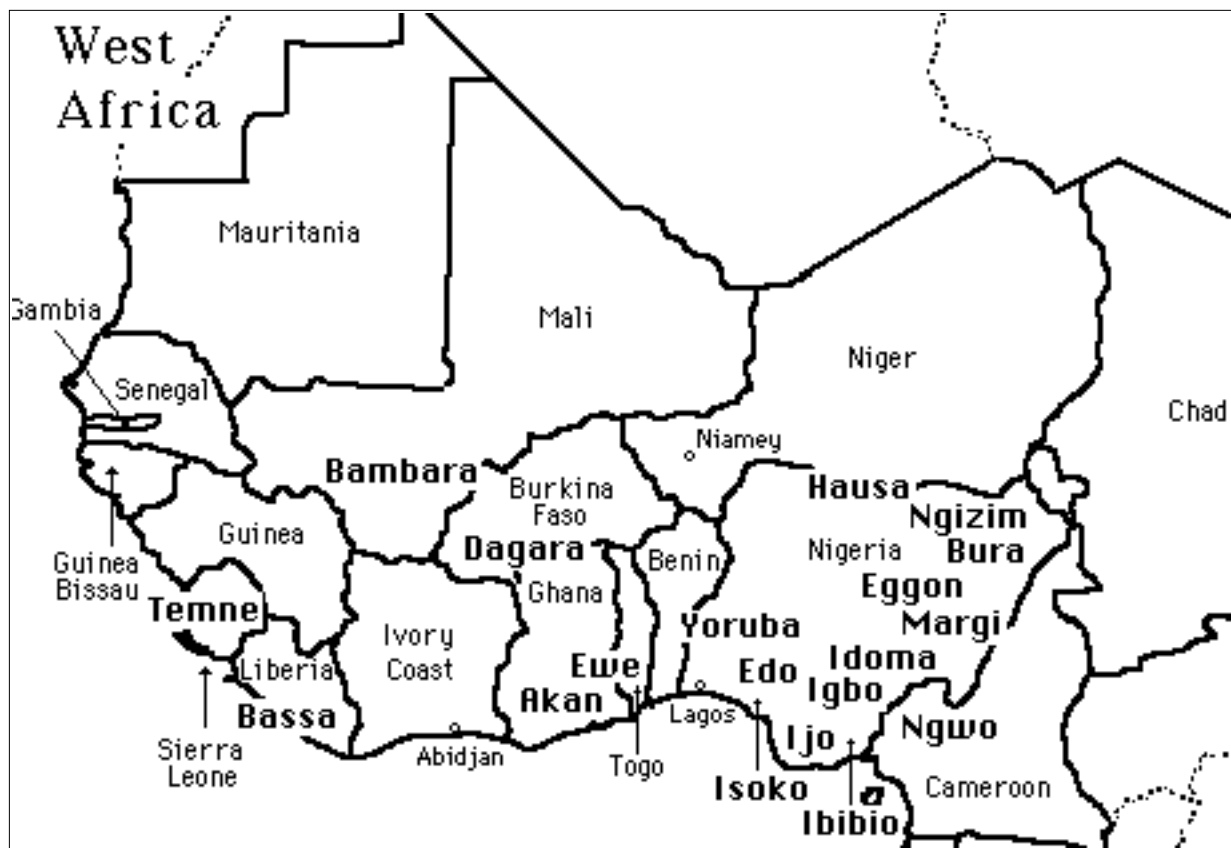 West
Africa
Mauritania
Gambia
Mali
Senegal
Niger
Chad
Niamey
Bambara
Hausa
Burkina
Faso
Ngizim
Guinea
Nigeria
Bura
Dagara
Benin
Guinea
Bissau
Eggon
Ghana
Temne
Margi
Yoruba
Ivory
Coast
Idoma
Liberia
Ewe
Edo
Igbo
Akan
Bassa
Lagos
Ngwo
Ijo
Sierra
Leone
Abidjan
Togo
Isoko
Cameroon
Ibibio